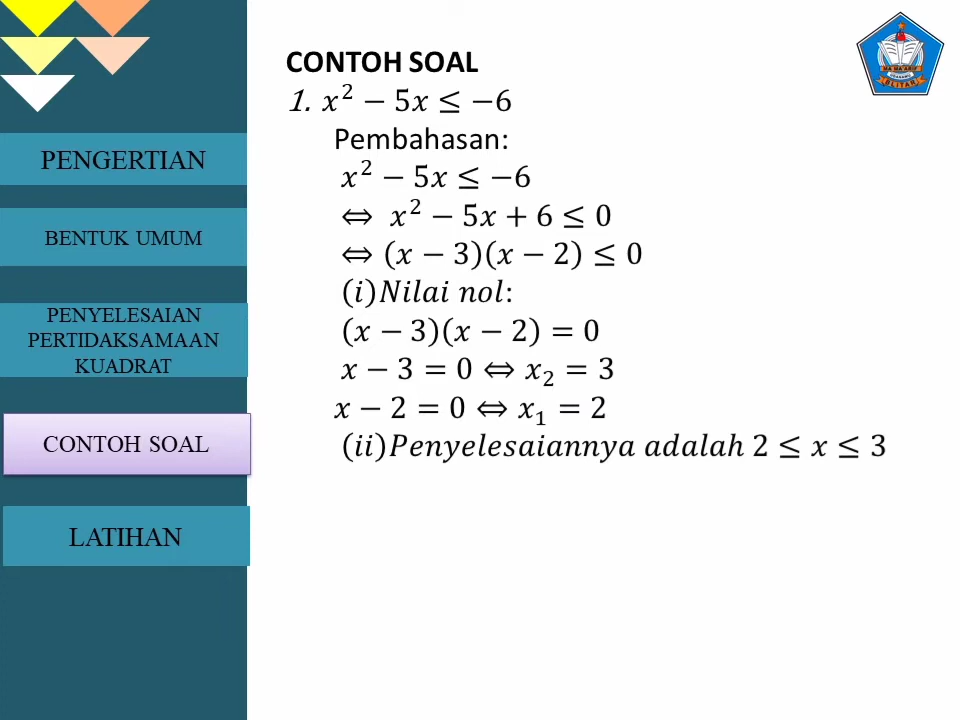 PENGERTIAN
BENTUK UMUM
PENYELESAIAN
PERTIDAKSAMAAN
KUADRAT
CONTOH SOAL
LATIHAN
CONTOH SOAL
1. x² − 5x ≤ −6
Pembahasan:
x² − 5x ≤ −6
⇔ x² − 5x + 6 ≤ 0
⇔ (x − 3)(x − 2) ≤ 0
(i)Nilai nol:
(x − 3)(x − 2) = 0
x − 3 = 0 ⇔ x₂ = 3
x − 2 = 0 ⇔ x₁ = 2
(ii)Penyelesaiannya adalah 2 ≤ x ≤ 3
BLITAR